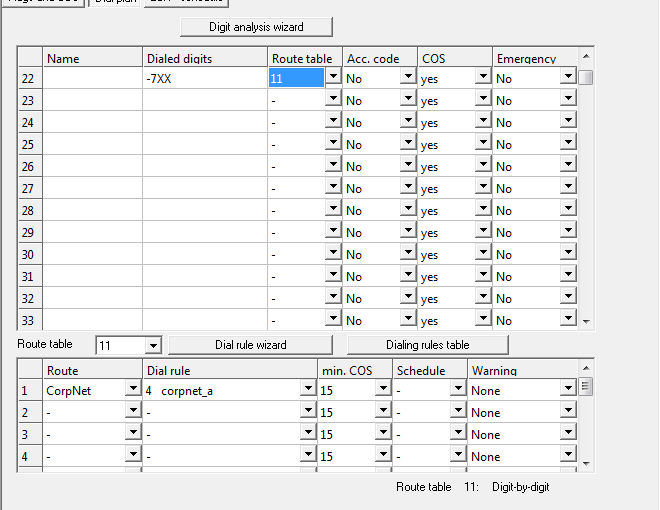 Dial plan
Digit analysis wizard
Name Dialed digits Route table Acc. code COS Emergency
22 -7XX 11 No yes No
23 - No yes No
24 - No yes No
25 - No yes No
26 - No yes No
27 - No yes No
28 - No yes No
29 - No yes No
30 - No yes No
31 - No yes No
32 - No yes No
33 - No yes No
Route table 11 Dial rule wizard Dialing rules table
Route Dial rule min. COS Schedule Warning
1 CorpNet 4 corpnet_a 15 - None
2 - - 15 - None
3 - - 15 - None
4 - - 15 - None
Route table 11: Digit-by-digit